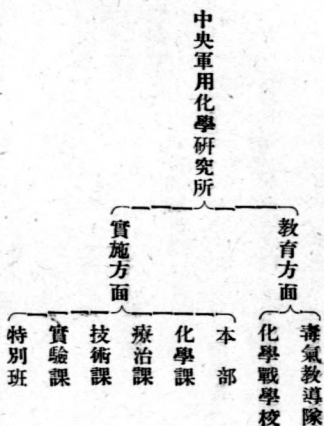 中央軍用化學研究所
教育方面
毒氣教導隊
化學戰學校
實施方面
本部
化學課
療治課
技術課
實驗課
特別班